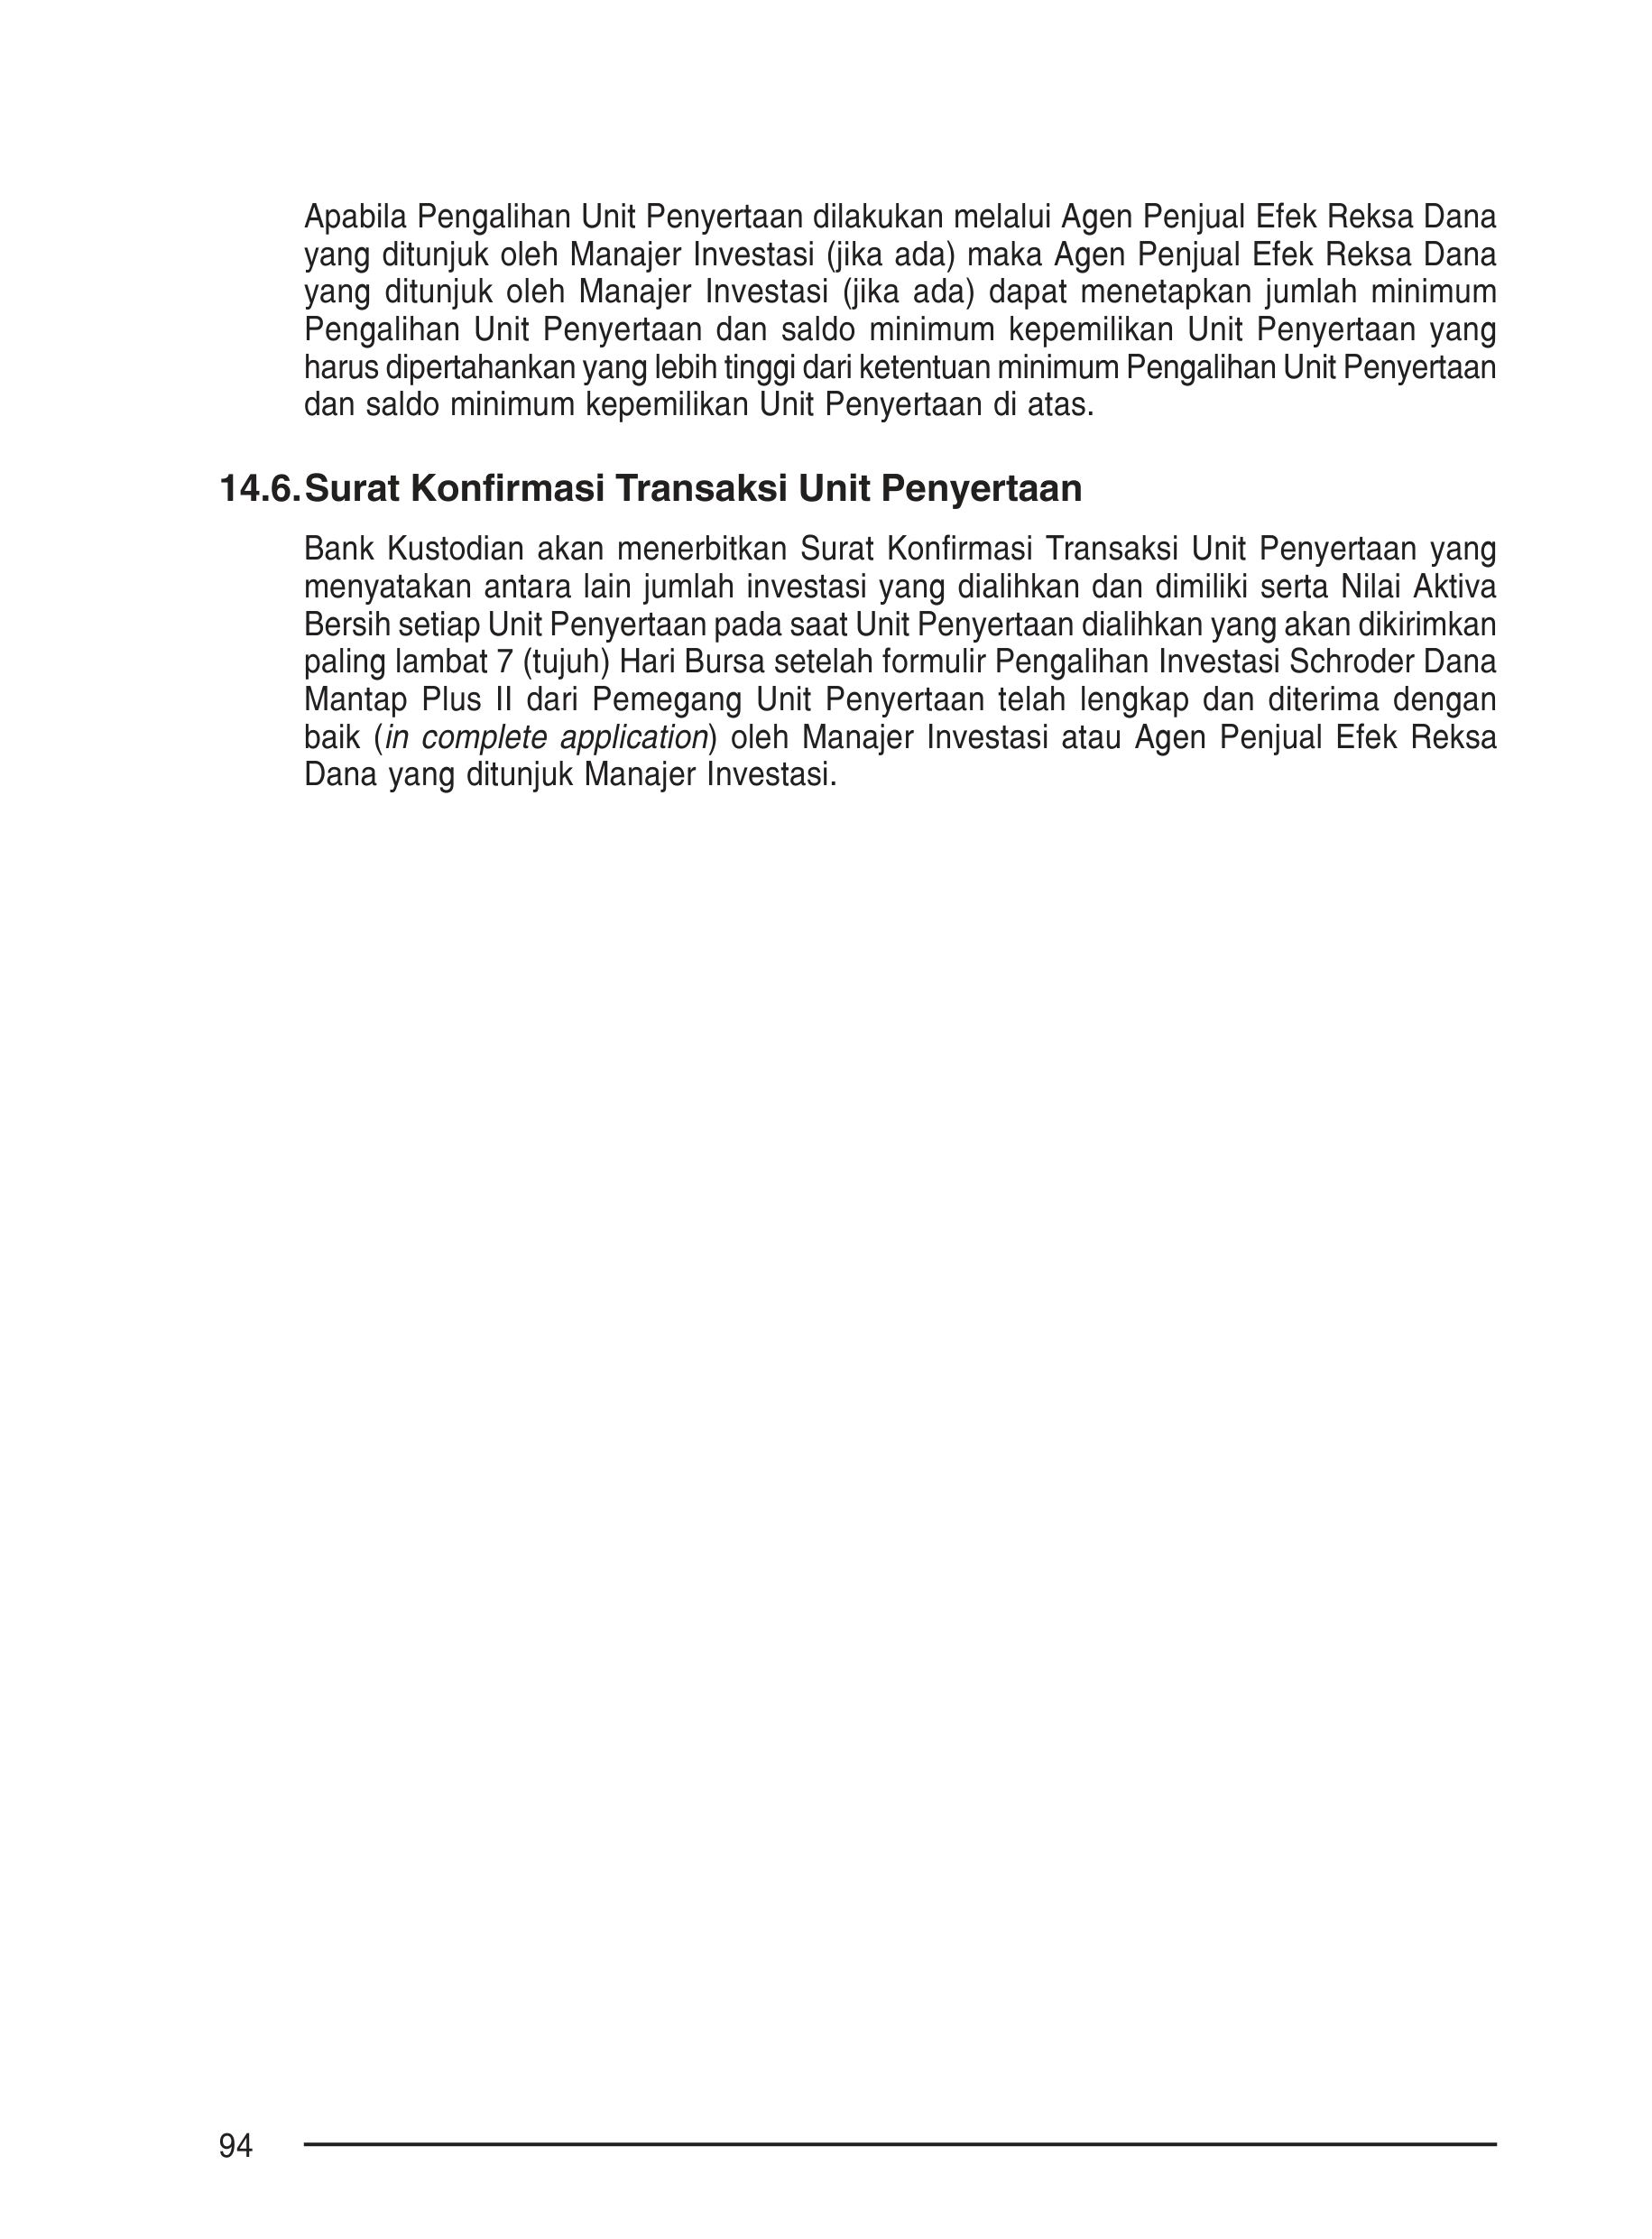 Apabila Pengalihan Unit Penyertaan dilakukan melalui Agen Penjual Efek Reksa Dana
yang ditunjuk oleh Manajer Investasi (jika ada) maka Agen Penjual Efek Reksa Dana
yang ditunjuk oleh Manajer Investasi (jika ada) dapat menetapkan jumlah minimum
Pengalihan Unit Penyertaan dan saldo minimum kepemilikan Unit Penyertaan yang
harus dipertahankan yang lebih tinggi dari ketentuan minimum Pengalihan Unit Penyertaan
dan saldo minimum kepemilikan Unit Penyertaan di atas.
14.6. Surat Konfirmasi Transaksi Unit Penyertaan
Bank Kustodian akan menerbitkan Surat Konfirmasi Transaksi Unit Penyertaan yang
menyatakan antara lain jumlah investasi yang dialihkan dan dimiliki serta Nilai Aktiva
Bersih setiap Unit Penyertaan pada saat Unit Penyertaan dialihkan yang akan dikirimkan
paling lambat 7 (tujuh) Hari Bursa setelah formulir Pengalihan Investasi Schroder Dana
Mantap Plus II dari Pemegang Unit Penyertaan telah lengkap dan diterima dengan
baik (in complete application) oleh Manajer Investasi atau Agen Penjual Efek Reksa
Dana yang ditunjuk Manajer Investasi.
94